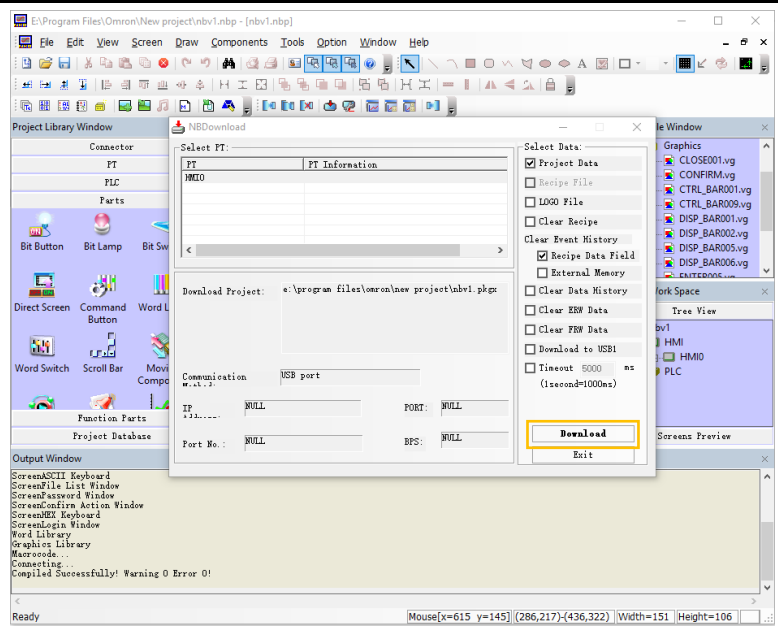 E:\Program Files\Omron\New project\nbv1.nbp - [nbv1.nbp]
File Edit View Screen Draw Components Tools Option Window Help
Project Library Window
Connector
PT
PLC
Parts
Bit Button Bit Lamp Bit Sw
Direct Screen Command Button Word L
Word Switch Scroll Bar Movi Compo
Function Parts
Project Database
NBDownload
Select PT:
PT PT Information
HMI0
Download Project: e:\program files\omron\new project\nbv1.pkgx
Communication USB port
IP NULL PORT: NULL
Port No.: NULL BPS: NULL
Select Data:
Project Data
Recipe File
LOGO File
Clear Recipe
Clear Event History
Recipe Data Field
External Memory
Clear Data History
Clear ERW Data
Clear FRW Data
Download to USB1
Timeout 5000 ms
(1second=1000ms)
Download
Exit
le Window
Graphics
CLOSE001.vg
CONFIRM.vg
CTRL_BAR001.vg
CTRL_BAR009.vg
DISP_BAR001.vg
DISP_BAR002.vg
DISP_BAR005.vg
DISP_BAR006.vg
ork Space
Tree View
bv1
HMI
HMI0
PLC
Screens Preview
Output Window
ScreenASCII Keyboard
ScreenFile List Window
ScreenPassword Window
ScreenConfirm Action Window
ScreenHEX Keyboard
ScreenLogin Window
Word Library
Graphics Library
Macrocode...
Connecting...
Compiled Successfully! Warning 0 Error 0!
Ready Mouse[x=615 y=145] (286,217)-(436,322) Width=151 Height=106